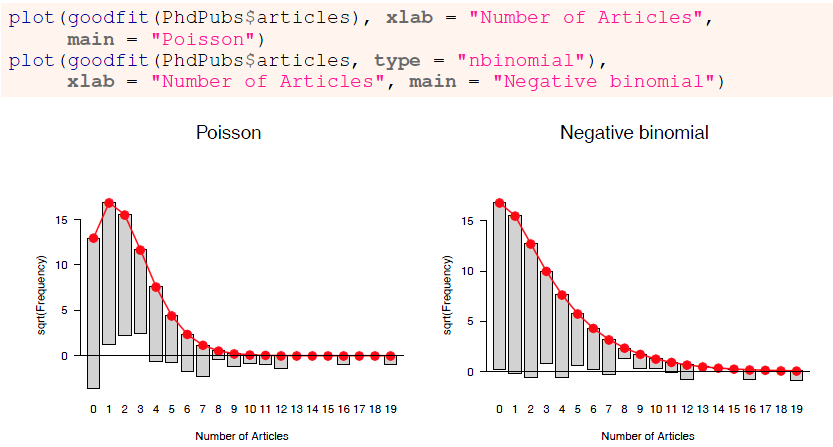 plot(goodfit(PhdPubs$articles), xlab = "Number of Articles",
     main = "Poisson")
plot(goodfit(PhdPubs$articles, type = "nbinomial"),
     xlab = "Number of Articles", main = "Negative binomial")
Poisson
sqrt(Frequency)
15
10
5
0
0 1 2 3 4 5 6 7 8 9 10 11 12 13 14 15 16 17 18 19
Number of Articles
Negative binomial
sqrt(Frequency)
15
10
5
0
0 1 2 3 4 5 6 7 8 9 10 11 12 13 14 15 16 17 18 19
Number of Articles